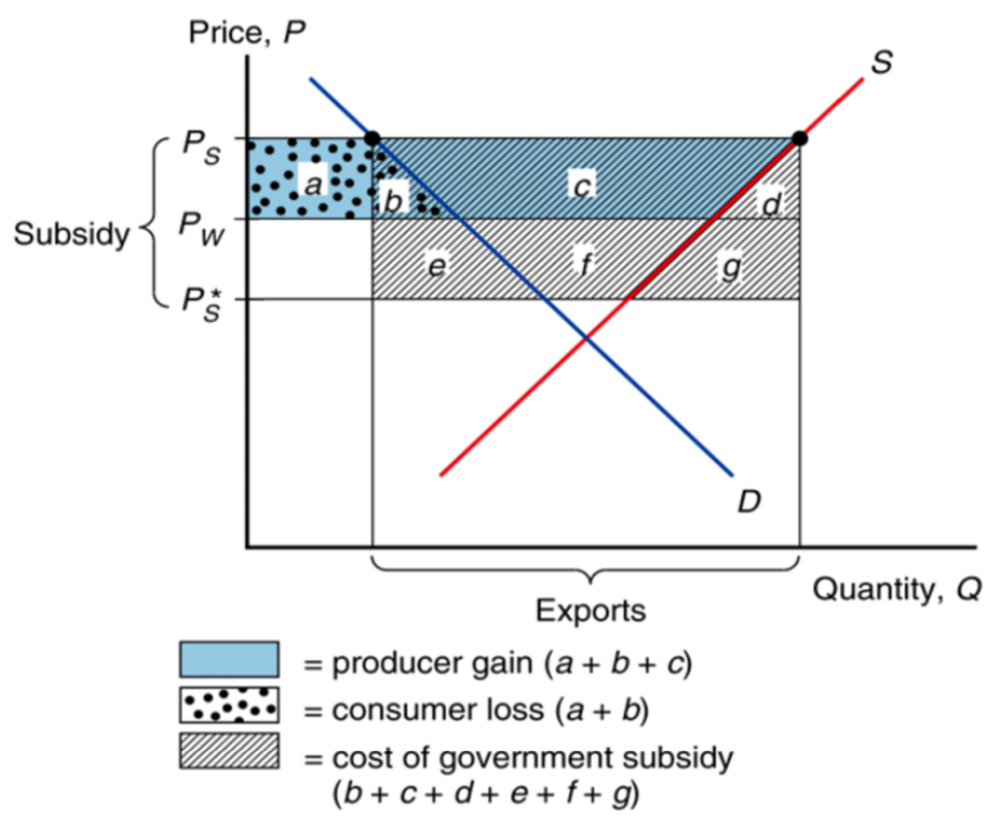 Price, P
S
P_S
a
b
c
d
P_W
Subsidy
e
f
g
P_S*
D
Quantity, Q
Exports
= producer gain (a + b + c)
= consumer loss (a + b)
= cost of government subsidy
(b + c + d + e + f + g)